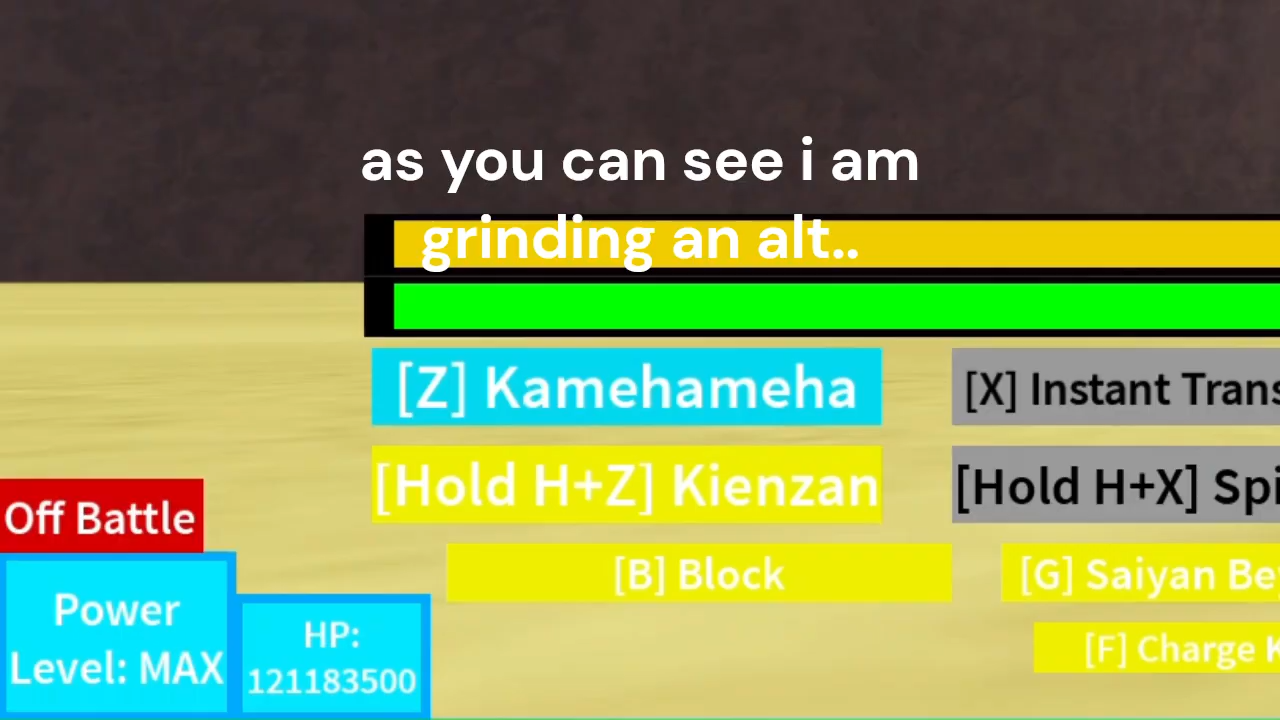 as you can see i am
grinding an alt..
[Z] Kamehameha
[X] Instant Trans
[Hold H+Z] Kienzan
[Hold H+X] Spi
Off Battle
[B] Block
[G] Saiyan Bey
Power
Level: MAX
HP:
121183500
[F] Charge K